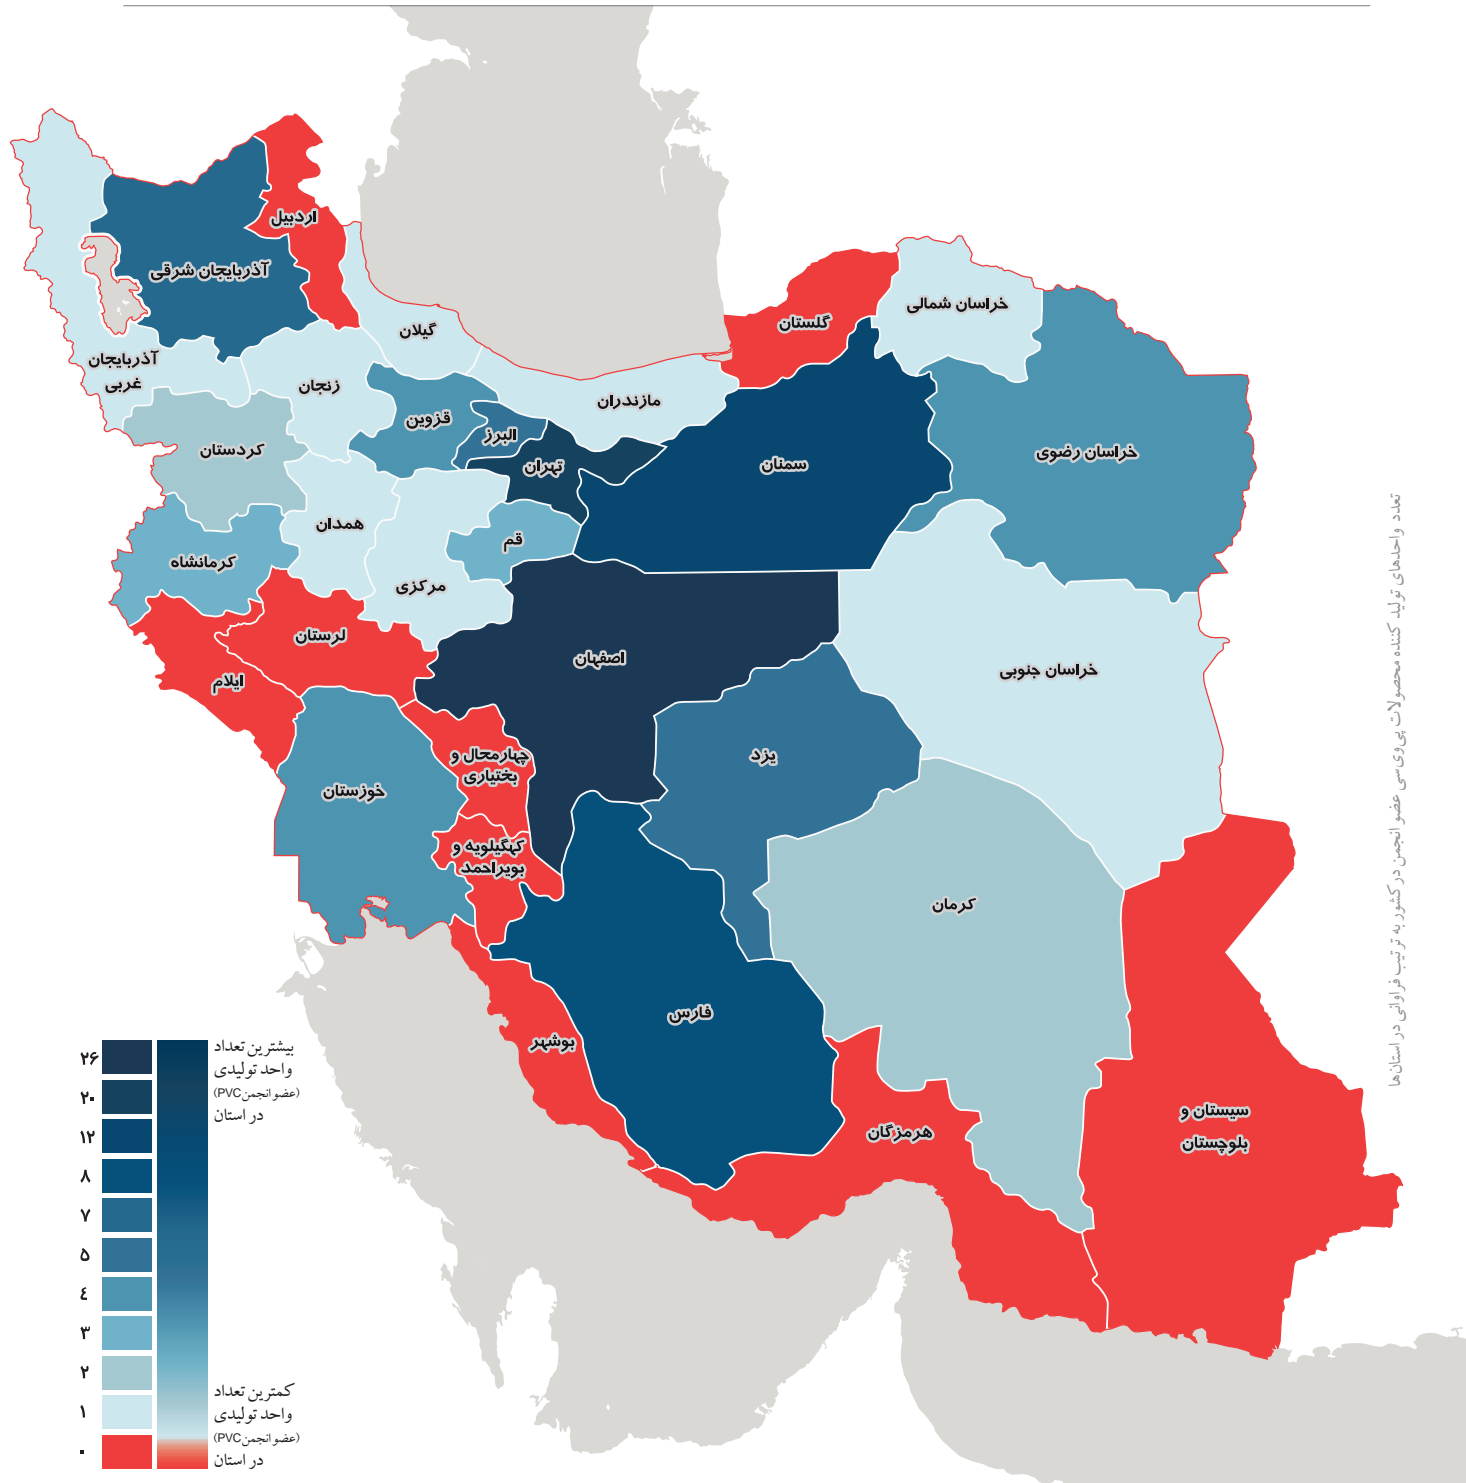 اردبیل
آذربایجان شرقی
گیلان
آذربایجان
غربی
زنجان
مازندران
گلستان
خراسان شمالی
قزوین
البرز
تهران
سمنان
خراسان رضوی
کردستان
همدان
قم
کرمانشاه
مرکزی
لرستان
اصفهان
خراسان جنوبی
ایلام
چهارمحال و
بختیاری
یزد
خوزستان
کهگیلویه و
بویراحمد
کرمان
فارس
بوشهر
هرمزگان
سیستان و
بلوچستان
تعدد واحدهای تولید کننده محصولات پی‌وی‌سی عضو انجمن در کشور به ترتیب فراوانی در استان‌ها
بیشترین تعداد
واحد تولیدی
(عضو انجمن PVC)
در استان
۲۶
۲۰
۱۲
۸
۷
۵
٤
۳
۲
۱
۰
کمترین تعداد
واحد تولیدی
(عضو انجمن PVC)
در استان